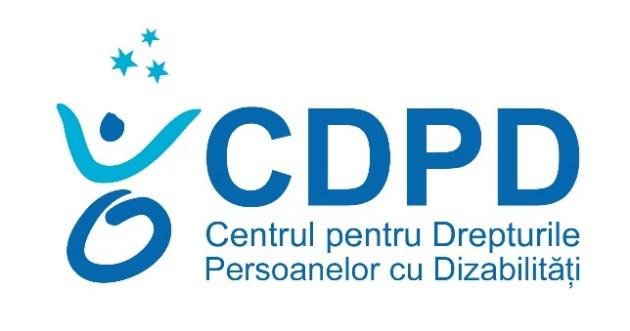 CDPD
Centrul pentru Drepturile
Persoanelor cu Dizabilități